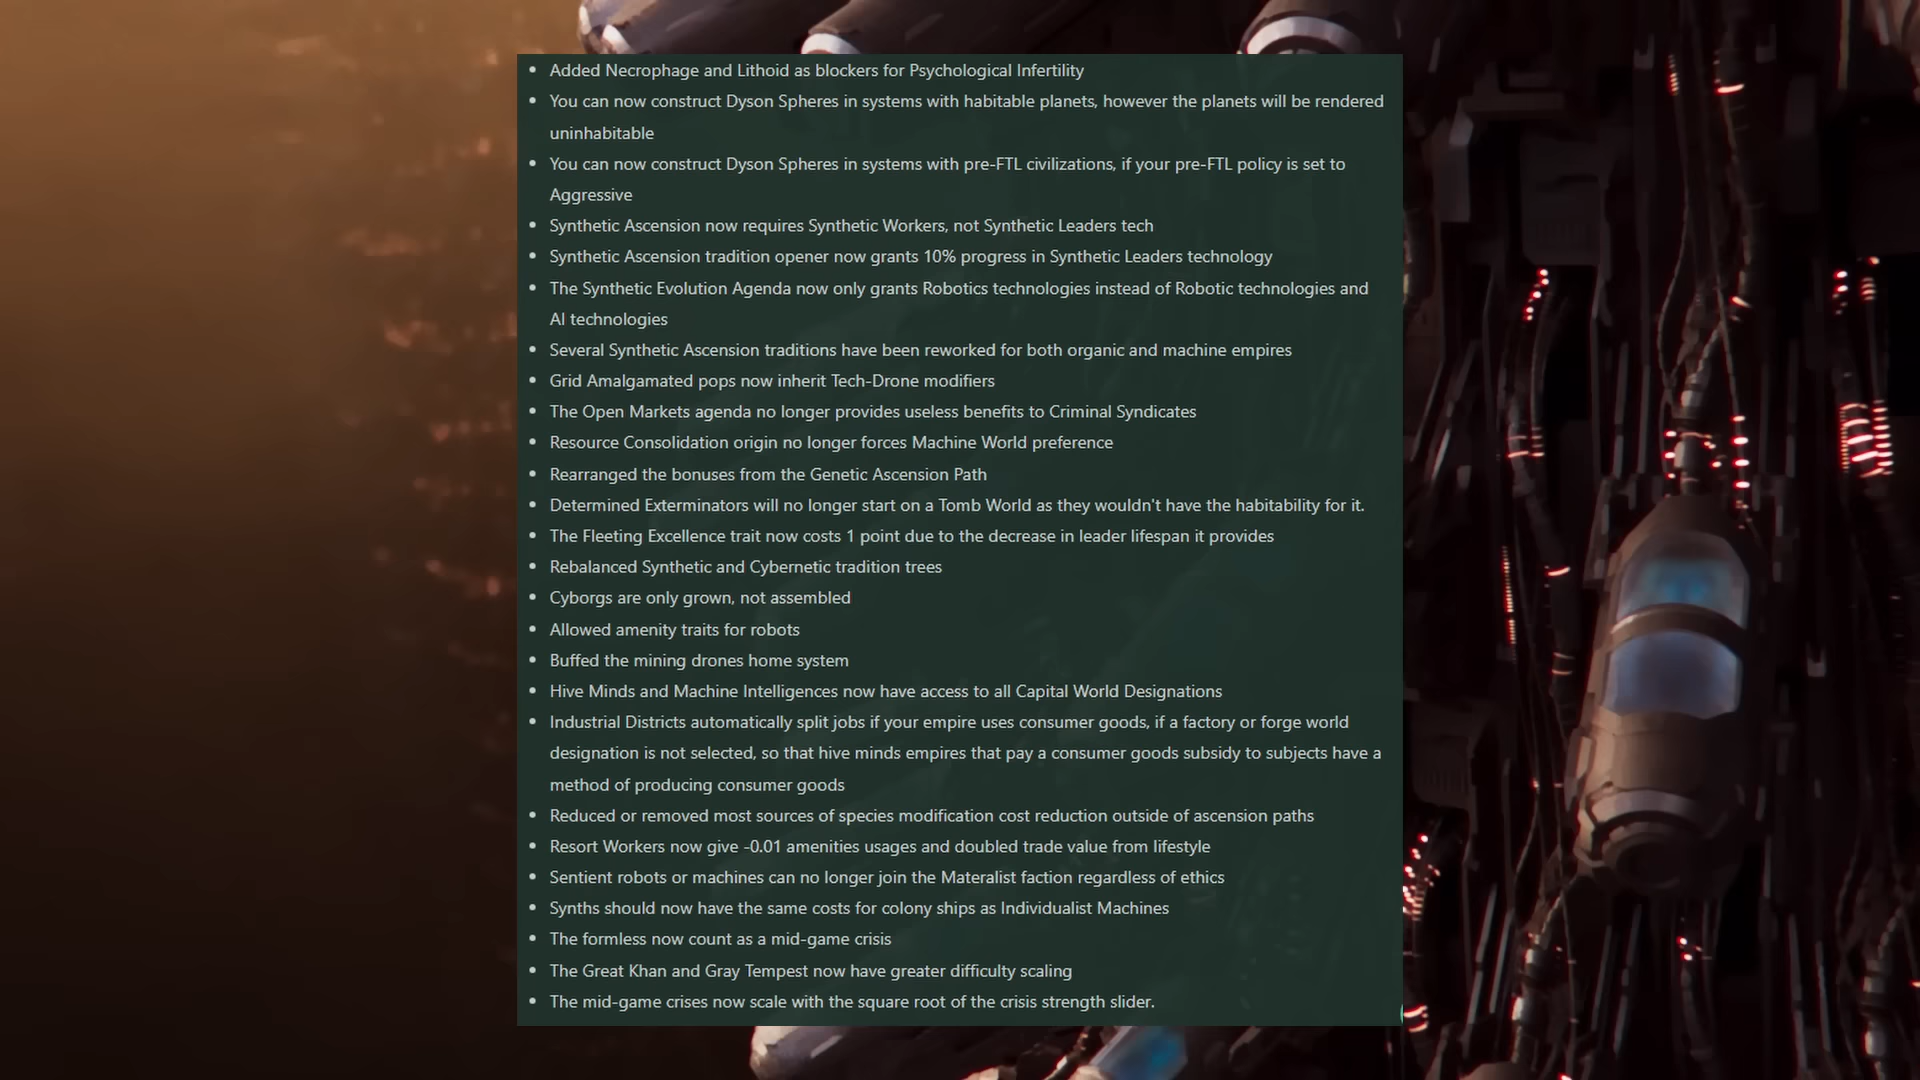 • Added Necrophage and Lithoid as blockers for Psychological Infertility
• You can now construct Dyson Spheres in systems with habitable planets, however the planets will be rendered
uninhabitable
• You can now construct Dyson Spheres in systems with pre-FTL civilizations, if your pre-FTL policy is set to
Aggressive
• Synthetic Ascension now requires Synthetic Workers, not Synthetic Leaders tech
• Synthetic Ascension tradition opener now grants 10% progress in Synthetic Leaders technology
• The Synthetic Evolution Agenda now only grants Robotics technologies instead of Robotic technologies and
AI technologies
• Several Synthetic Ascension traditions have been reworked for both organic and machine empires
• Grid Amalgamated pops now inherit Tech-Drone modifiers
• The Open Markets agenda no longer provides useless benefits to Criminal Syndicates
• Resource Consolidation origin no longer forces Machine World preference
• Rearranged the bonuses from the Genetic Ascension Path
• Determined Exterminators will no longer start on a Tomb World as they wouldn't have the habitability for it.
• The Fleeting Excellence trait now costs 1 point due to the decrease in leader lifespan it provides
• Rebalanced Synthetic and Cybernetic tradition trees
• Cyborgs are only grown, not assembled
• Allowed amenity traits for robots
• Buffed the mining drones home system
• Hive Minds and Machine Intelligences now have access to all Capital World Designations
• Industrial Districts automatically split jobs if your empire uses consumer goods, if a factory or forge world
designation is not selected, so that hive minds empires that pay a consumer goods subsidy to subjects have a
method of producing consumer goods
• Reduced or removed most sources of species modification cost reduction outside of ascension paths
• Resort Workers now give -0.01 amenities usages and doubled trade value from lifestyle
• Sentient robots or machines can no longer join the Materalist faction regardless of ethics
• Synths should now have the same costs for colony ships as Individualist Machines
• The formless now count as a mid-game crisis
• The Great Khan and Gray Tempest now have greater difficulty scaling
• The mid-game crises now scale with the square root of the crisis strength slider.